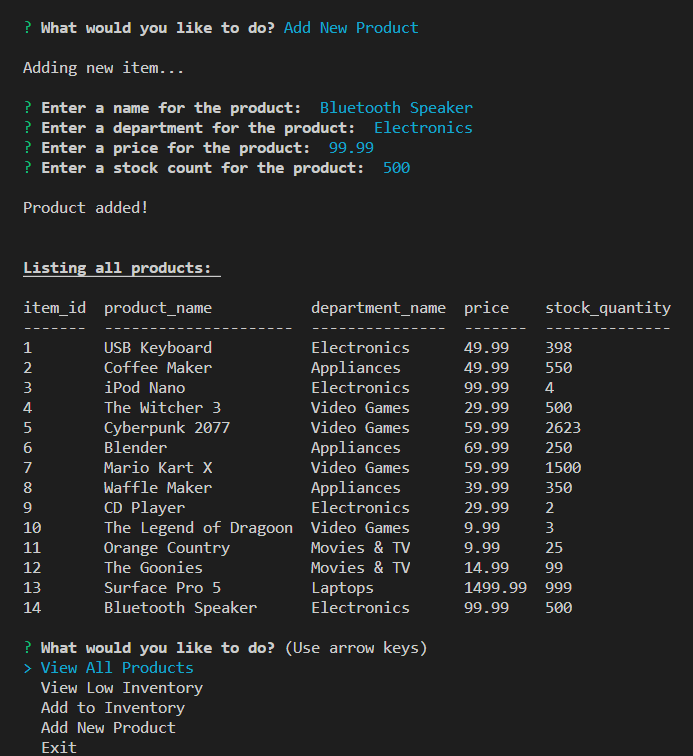 ? What would you like to do? Add New Product
Adding new item...
? Enter a name for the product:  Bluetooth Speaker
? Enter a department for the product:  Electronics
? Enter a price for the product:  99.99
? Enter a stock count for the product:  500
Product added!
Listing all products:
item_id  product_name           department_name  price    stock_quantity
-------  ---------------------  ---------------  -------  --------------
1        USB Keyboard           Electronics      49.99    398
2        Coffee Maker           Appliances       49.99    550
3        iPod Nano              Electronics      99.99    4
4        The Witcher 3          Video Games      29.99    500
5        Cyberpunk 2077         Video Games      59.99    2623
6        Blender                Appliances       69.99    250
7        Mario Kart X           Video Games      59.99    1500
8        Waffle Maker           Appliances       39.99    350
9        CD Player              Electronics      29.99    2
10       The Legend of Dragoon  Video Games      9.99     3
11       Orange Country         Movies & TV      9.99     25
12       The Goonies            Movies & TV      14.99    99
13       Surface Pro 5          Laptops          1499.99  999
14       Bluetooth Speaker      Electronics      99.99    500
? What would you like to do? (Use arrow keys)
> View All Products
  View Low Inventory
  Add to Inventory
  Add New Product
  Exit